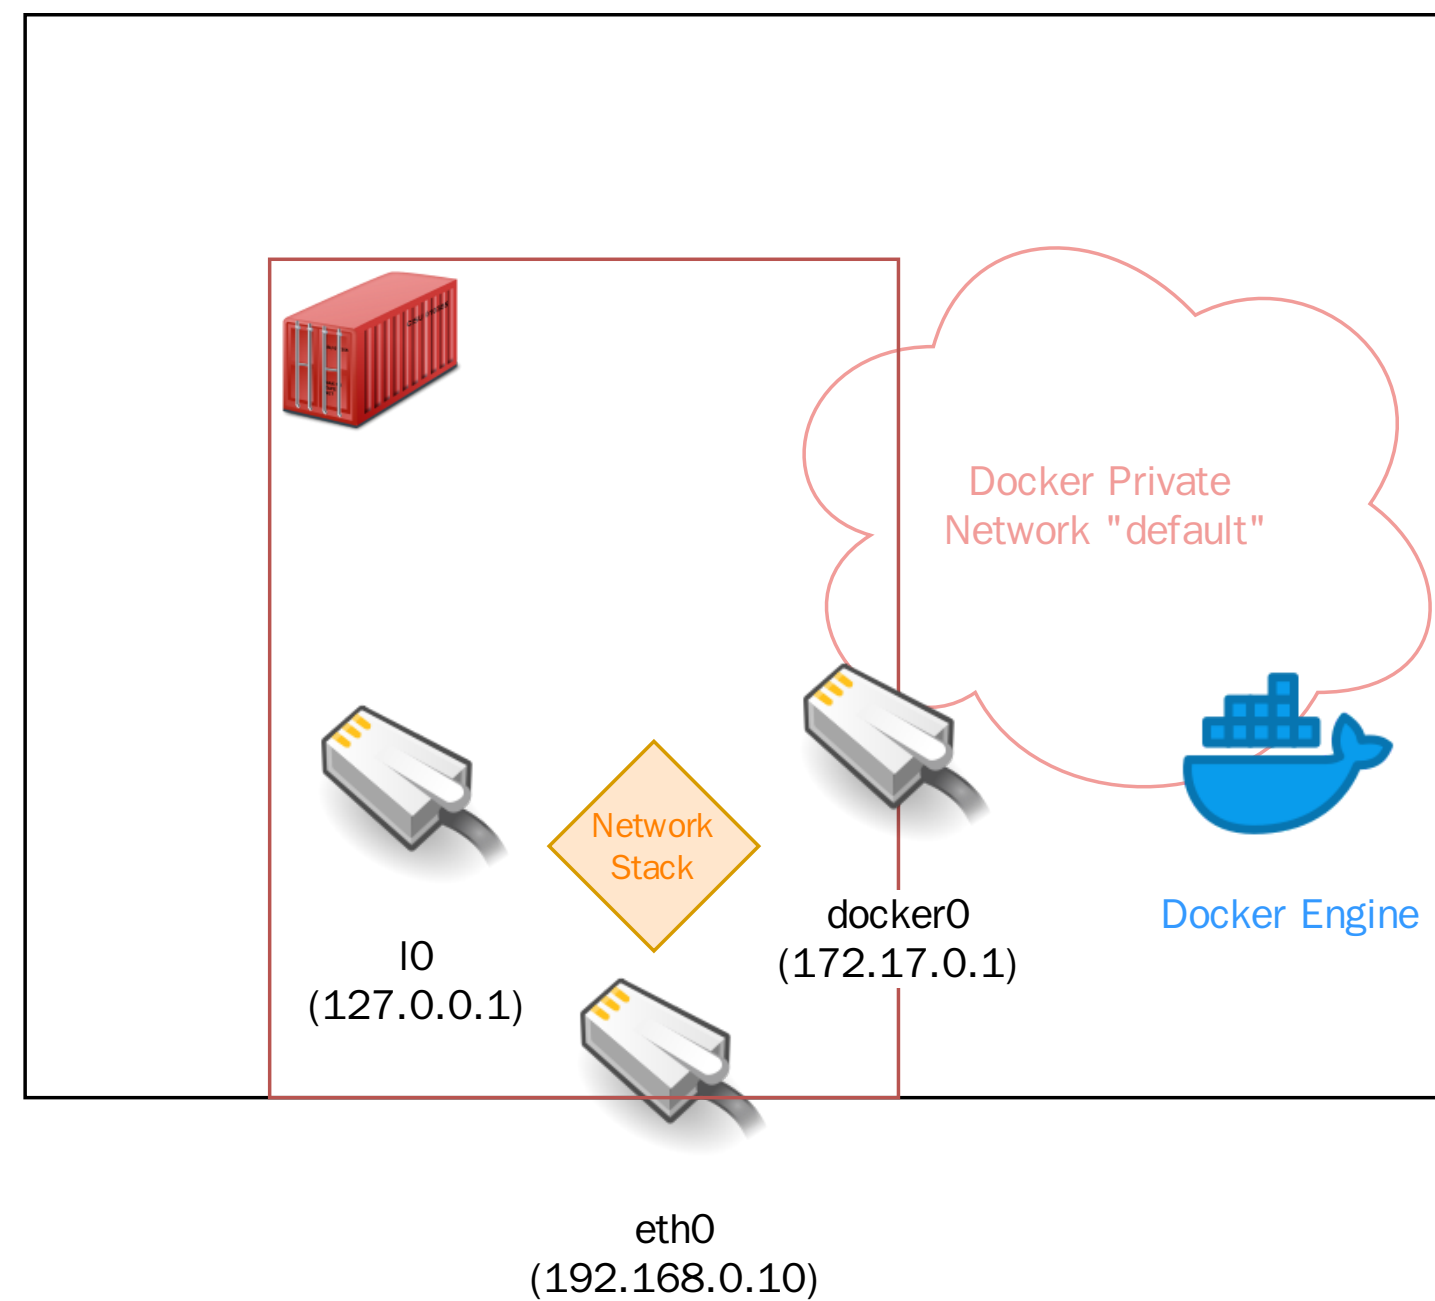 Docker Private
Network "default"
Network
Stack
docker0
(172.17.0.1)
Docker Engine
l0
(127.0.0.1)
eth0
(192.168.0.10)